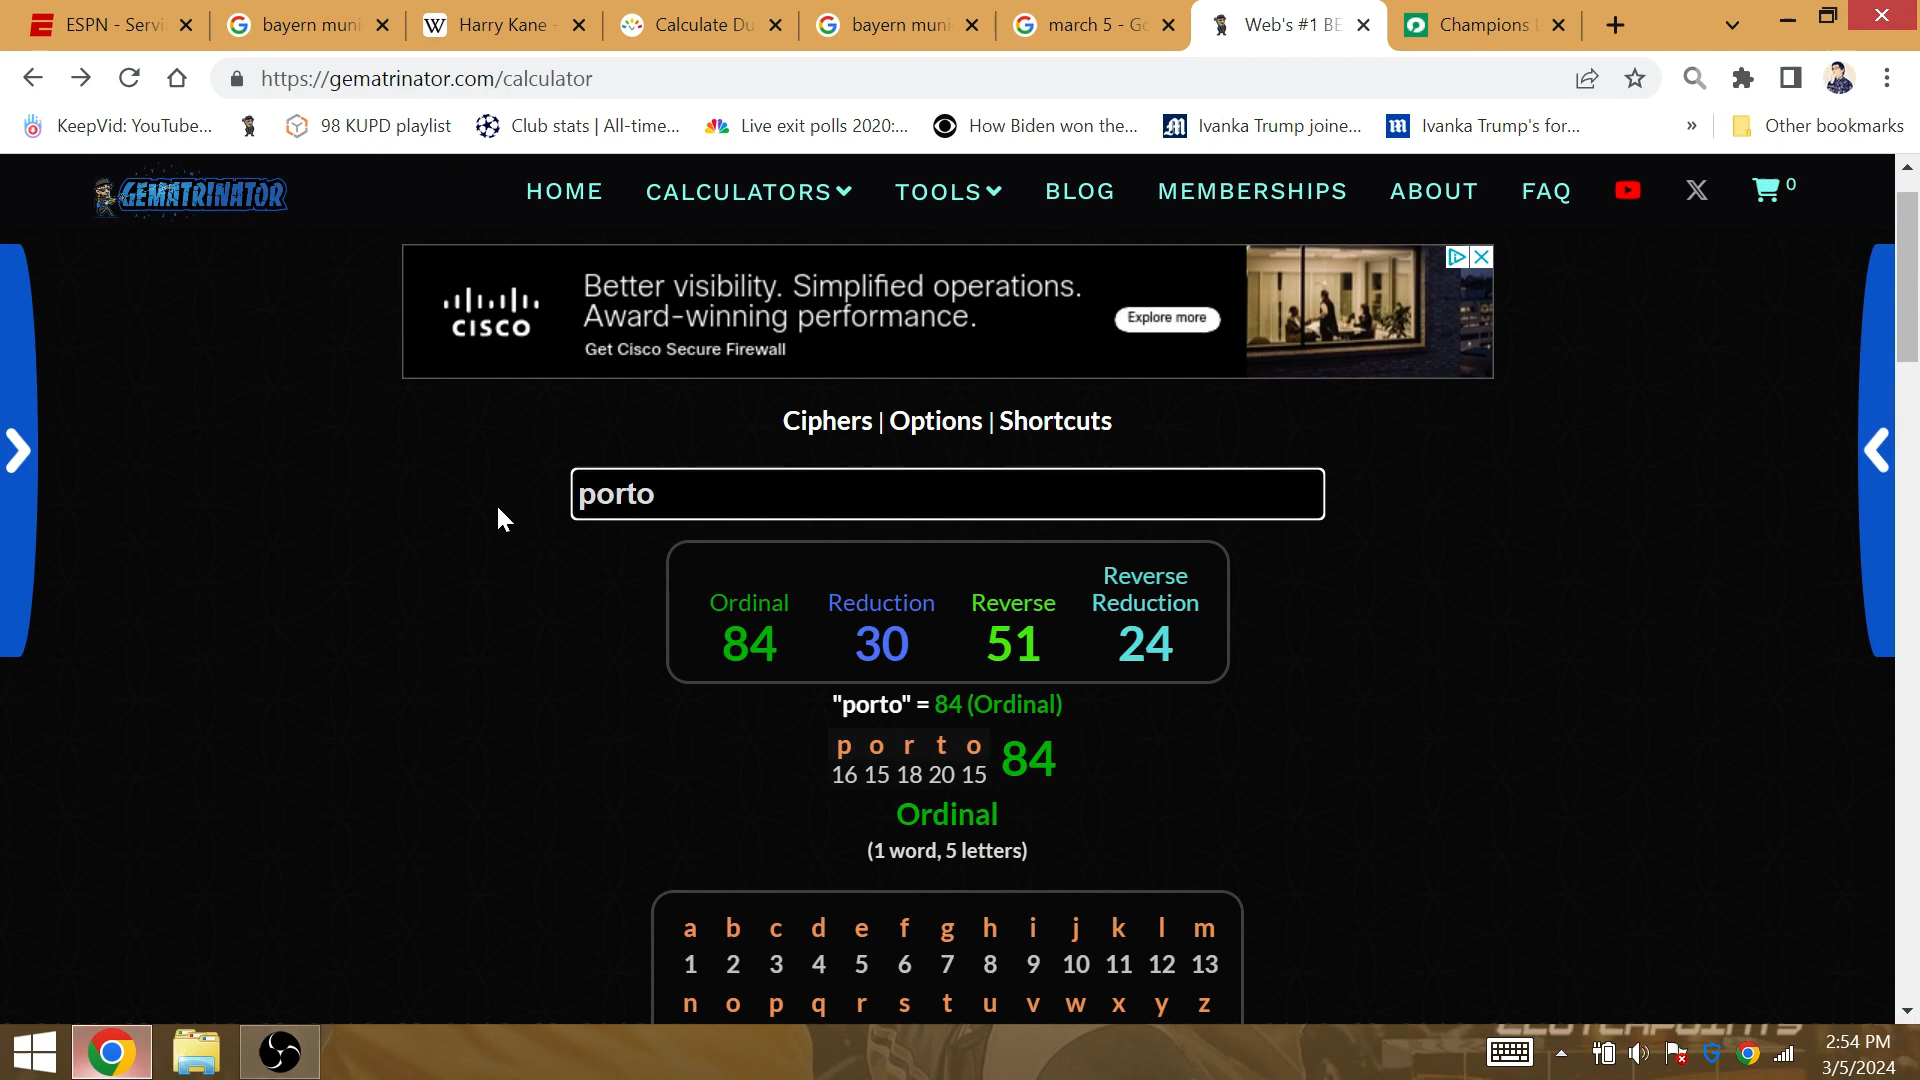 ESPN - Servi
bayern muni
Harry Kane -
Calculate Du
bayern muni
march 5 - Go
Web's #1 BE
Champions L
https://gematrinator.com/calculator
KeepVid: YouTube...
98 KUPD playlist
Club stats | All-time...
Live exit polls 2020:...
How Biden won the...
Ivanka Trump joine...
Ivanka Trump's for...
»
Other bookmarks
GEMATRINATOR
HOME
CALCULATORS
TOOLS
BLOG
MEMBERSHIPS
ABOUT
FAQ
0
CISCO
Better visibility. Simplified operations.
Award-winning performance.
Get Cisco Secure Firewall
Explore more
Ciphers | Options | Shortcuts
porto
Ordinal
84
Reduction
30
Reverse
51
Reverse
Reduction
24
"porto" = 84 (Ordinal)
p o r t o
16 15 18 20 15
84
Ordinal
(1 word, 5 letters)
a b c d e f g h i j k l m
1 2 3 4 5 6 7 8 9 10 11 12 13
n o p q r s t u v w x y z
2:54 PM
3/5/2024